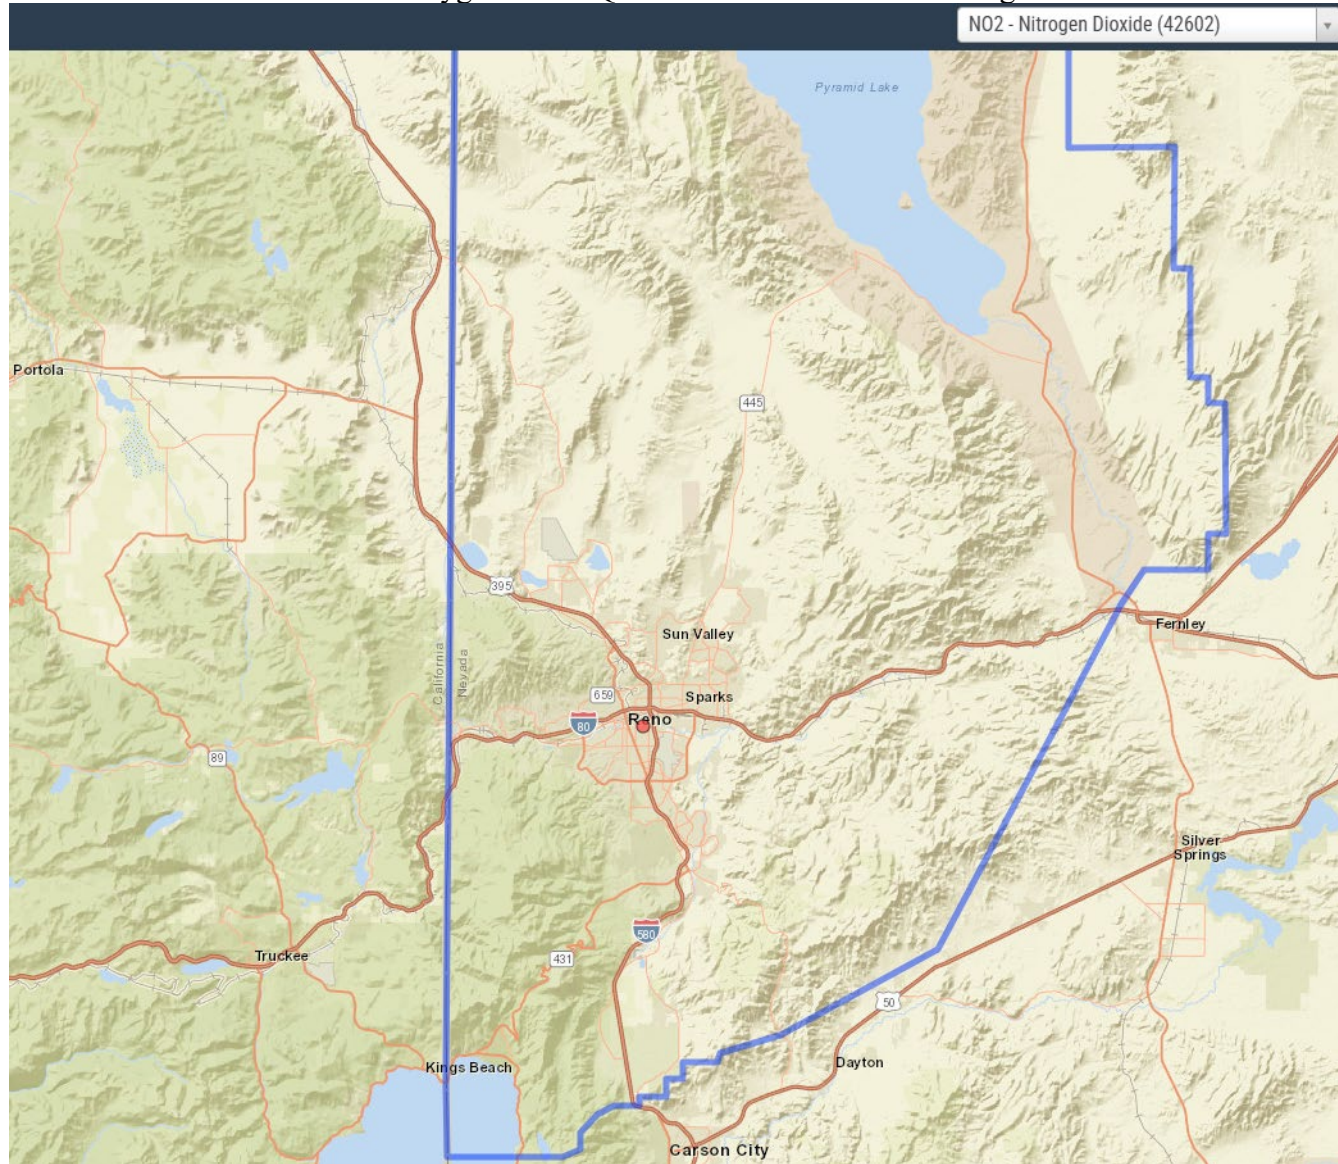 NO2 - Nitrogen Dioxide (42602)
Pyramid Lake
Portola
445
395
Sun Valley
Fernley
California
Nevada
659
Sparks
Reno
80
89
Silver
Springs
580
Truckee
431
50
Kings Beach
Dayton
Carson City